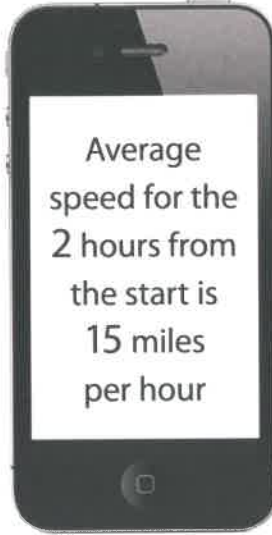 Average
speed for the
2 hours from
the start is
15 miles
per hour